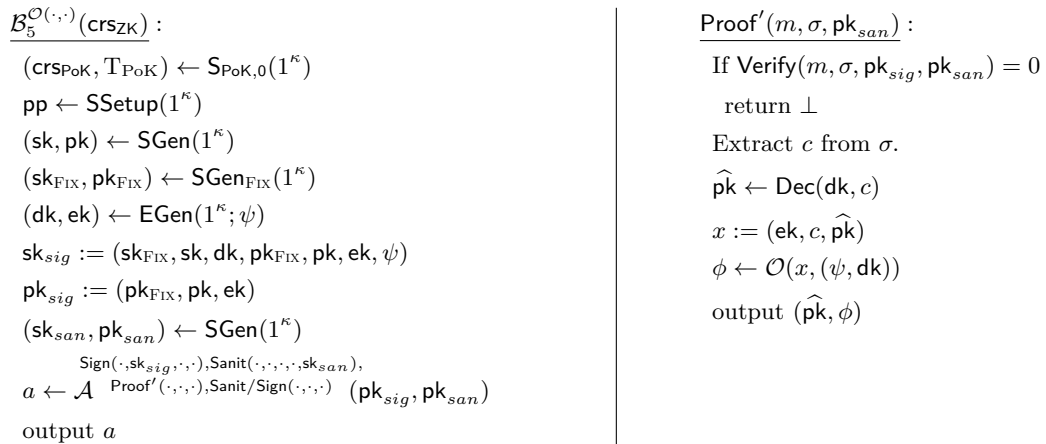 B₅^{O(·,·)}(crs_ZK) :
(crs_PoK, T_PoK) ← S_{PoK,0}(1^κ)
pp ← SSetup(1^κ)
(sk, pk) ← SGen(1^κ)
(sk_FIX, pk_FIX) ← SGen_FIX(1^κ)
(dk, ek) ← EGen(1^κ; ψ)
sk_sig := (sk_FIX, sk, dk, pk_FIX, pk, ek, ψ)
pk_sig := (pk_FIX, pk, ek)
(sk_san, pk_san) ← SGen(1^κ)
Sign(·,sk_sig,·,·),Sanit(·,·,·,·,sk_san),
a ← A^{Proof′(·,·,·),Sanit/Sign(·,·,·)} (pk_sig, pk_san)
output a
Proof′(m, σ, pk_san) :
If Verify(m, σ, pk_sig, pk_san) = 0
return ⊥
Extract c from σ.
p̂k ← Dec(dk, c)
x := (ek, c, p̂k)
ϕ ← O(x, (ψ, dk))
output (p̂k, ϕ)